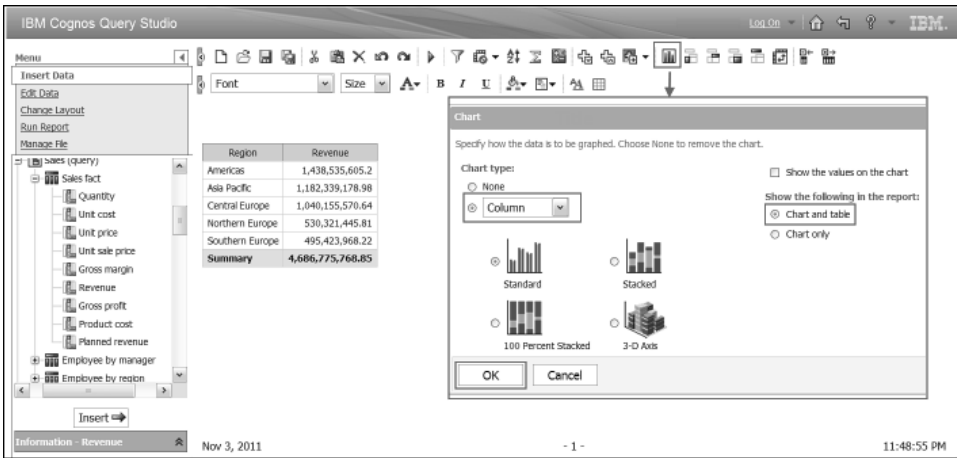 IBM Cognos Query Studio
Log On
IBM.
Menu
Insert Data
Edit Data
Change Layout
Run Report
Manage File
Font
Size
A
B I U
Sales (query)
Sales fact
Quantity
Unit cost
Unit price
Unit sale price
Gross margin
Revenue
Gross profit
Product cost
Planned revenue
Employee by manager
Employee by region
Insert
Information - Revenue
Region Revenue
Americas 1,438,535,605.2
Asia Pacific 1,182,339,178.98
Central Europe 1,040,155,570.64
Northern Europe 530,321,445.81
Southern Europe 495,423,968.22
Summary 4,686,775,768.85
Chart
Specify how the data is to be graphed. Choose None to remove the chart.
Chart type:
None
Column
Standard
Stacked
100 Percent Stacked
3-D Axis
Show the values on the chart
Show the following in the report:
Chart and table
Chart only
OK
Cancel
Nov 3, 2011
- 1 -
11:48:55 PM